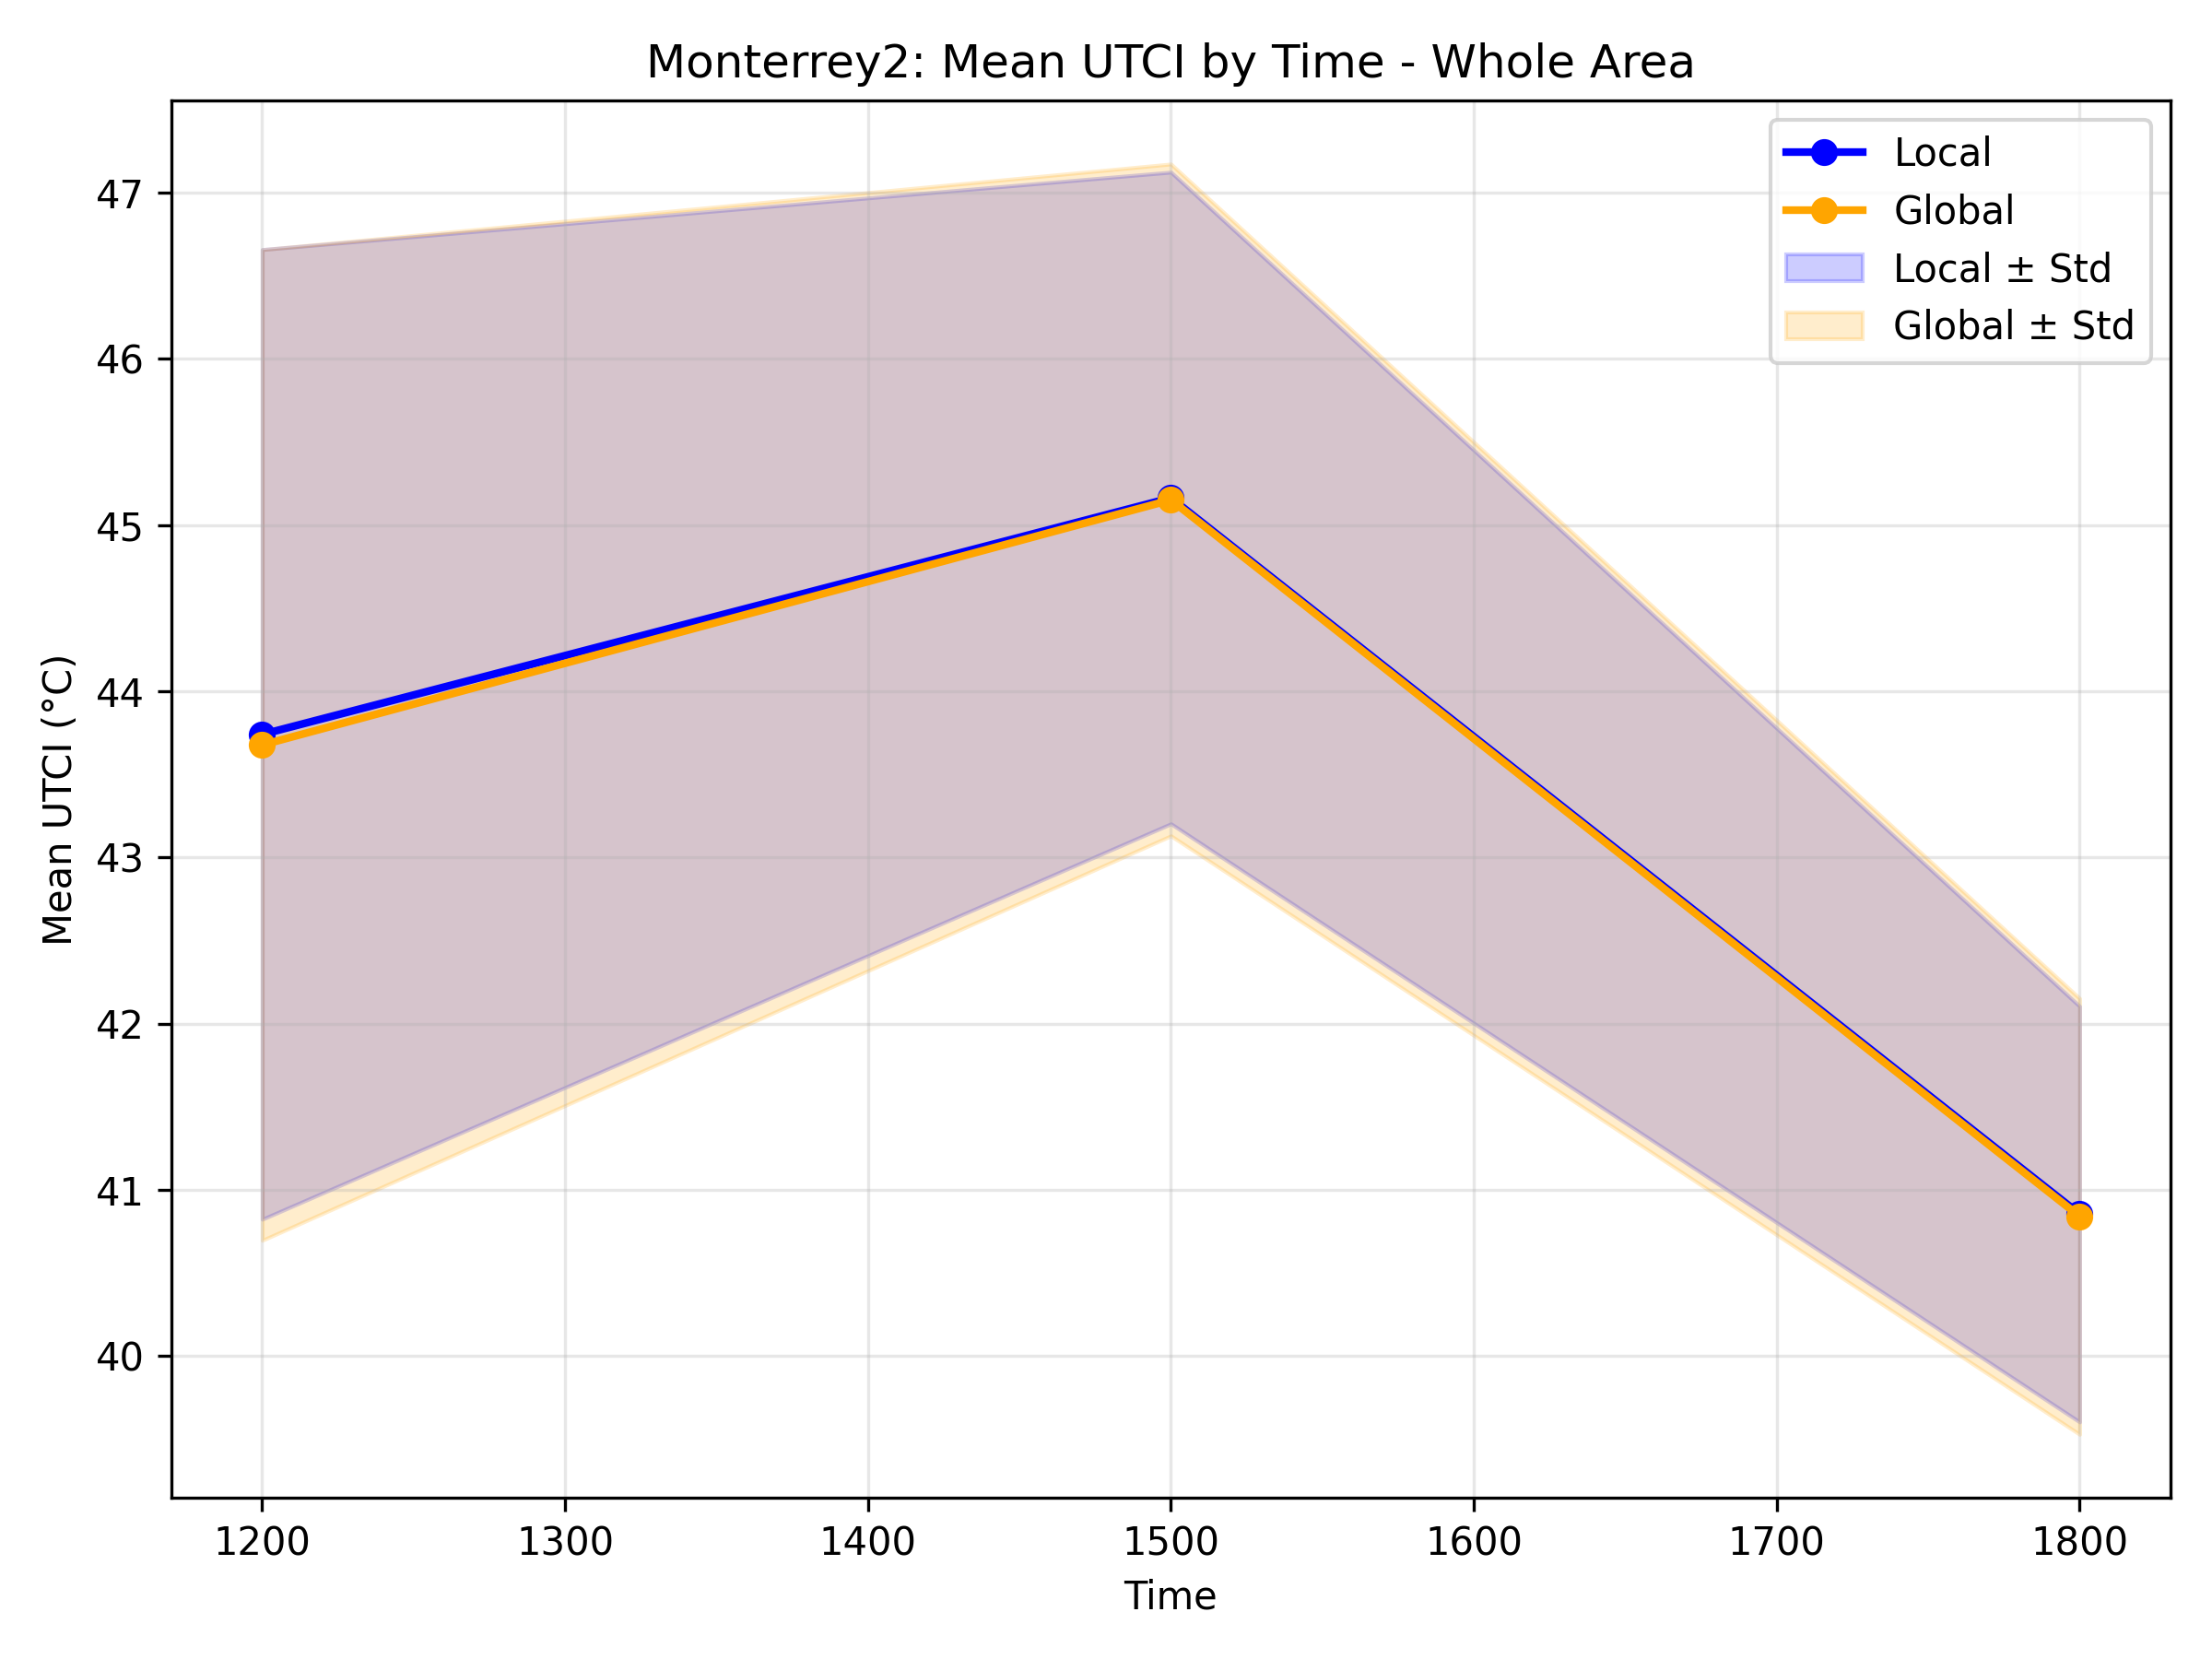 Monterrey2: Mean UTCI by Time - Whole Area
Local
Global
Local ± Std
Global ± Std
Mean UTCI (°C)
47
46
45
44
43
42
41
40
1200 1300 1400 1500 1600 1700 1800
Time